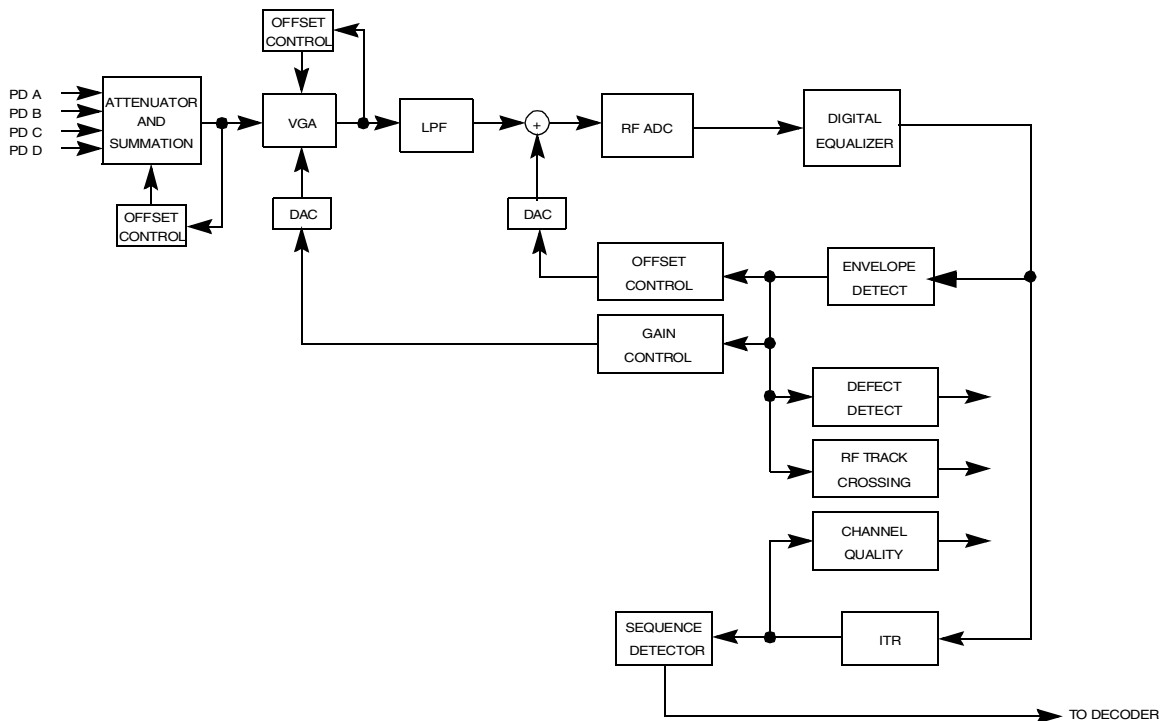 OFFSET
CONTROL
PD A
PD B
PD C
PD D
ATTENUATOR
AND
SUMMATION
VGA
LPF
+
RF ADC
DIGITAL
EQUALIZER
OFFSET
CONTROL
DAC
DAC
OFFSET
CONTROL
ENVELOPE
DETECT
GAIN
CONTROL
DEFECT
DETECT
RF TRACK
CROSSING
CHANNEL
QUALITY
SEQUENCE
DETECTOR
ITR
TO DECODER